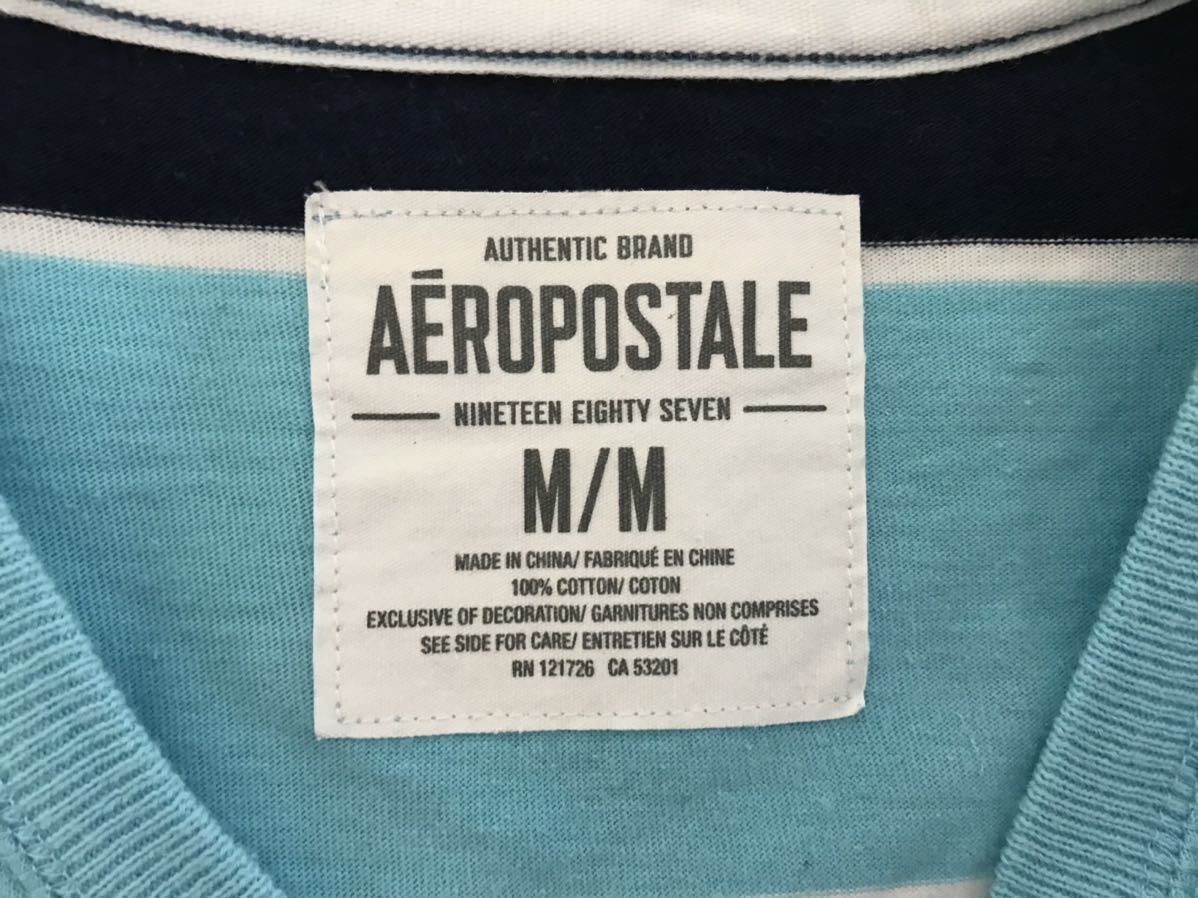 AUTHENTIC BRAND
AÉROPOSTALE
NINETEEN EIGHTY SEVEN
M/M
MADE IN CHINA/ FABRIQUÉ EN CHINE
100% COTTON/ COTON
EXCLUSIVE OF DECORATION/ GARNITURES NON COMPRISES
SEE SIDE FOR CARE/ ENTRETIEN SUR LE CÔTÉ
RN 121726 CA 53201